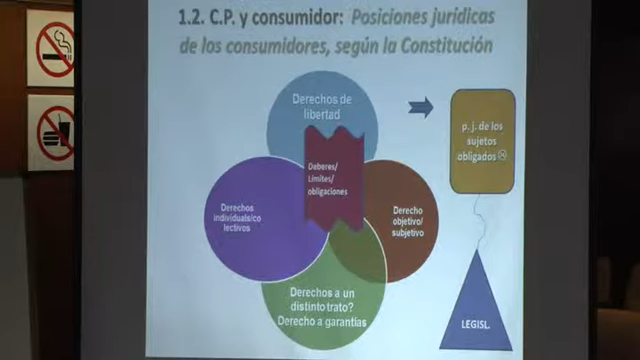 1.2. C.P. y consumidor: Posiciones jurídicas
de los consumidores, según la Constitución
Derechos de
libertad
p. j. de los
sujetos
obligados
Deberes/
Límites/
obligaciones
Derechos
individuals/co
lectivos
Derecho
objetivo/
subjetivo
Derechos a un
distinto trato?
Derecho a garantías
LEGISL.